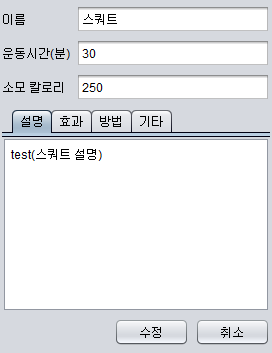 이름 스쿼트
운동시간(분) 30
소모 칼로리 250
설명 효과 방법 기타
test(스쿼트 설명)
수정 취소